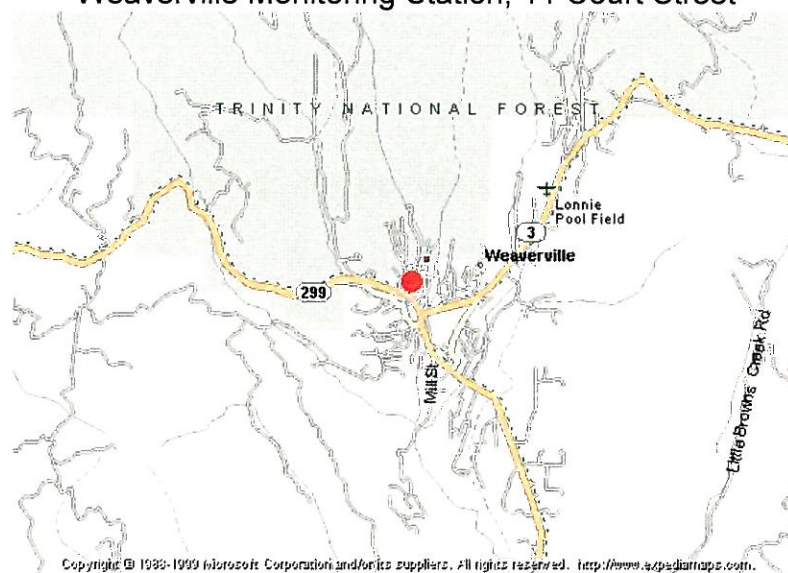 Weaverville Monitoring Station, 11 Court Street
TRINITY NATIONAL FOREST
Lonnie
Pool Field
3
Weaverville
299
Mill St
Little Browns Creek Rd
Copyright © 1988-1999 Microsoft Corporation and/or its suppliers. All rights reserved. http://www.expediamaps.com.